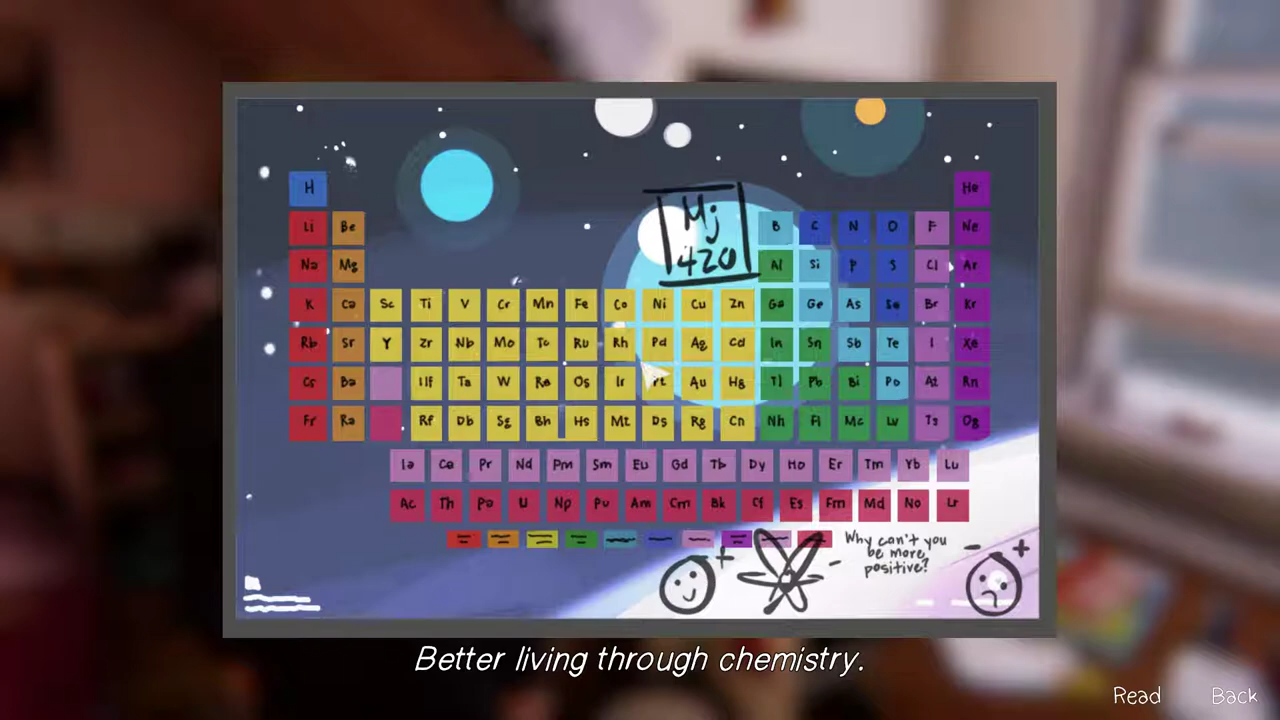 H He
Mj
420
Li Be B C N O F Ne
Na Mg Al Si P S Cl Ar
K Ca Sc Ti V Cr Mn Fe Co Ni Cu Zn Ga Ge As Se Br Kr
Rb Sr Y Zr Nb Mo Tc Ru Rh Pd Ag Cd In Sn Sb Te I Xe
Cs Ba Hf Ta W Re Os Ir Pt Au Hg Tl Pb Bi Po At Rn
Fr Ra Rf Db Sg Bh Hs Mt Ds Rg Cn Nh Fl Mc Lv Ts Og
la Ce Pr Nd Pm Sm Eu Gd Tb Dy Ho Er Tm Yb Lu
Ac Th Pa U Np Pu Am Cm Bk Cf Es Fm Md No Lr
Why can't you
be more
positive?
+ - - +
Better living through chemistry.
Read Back